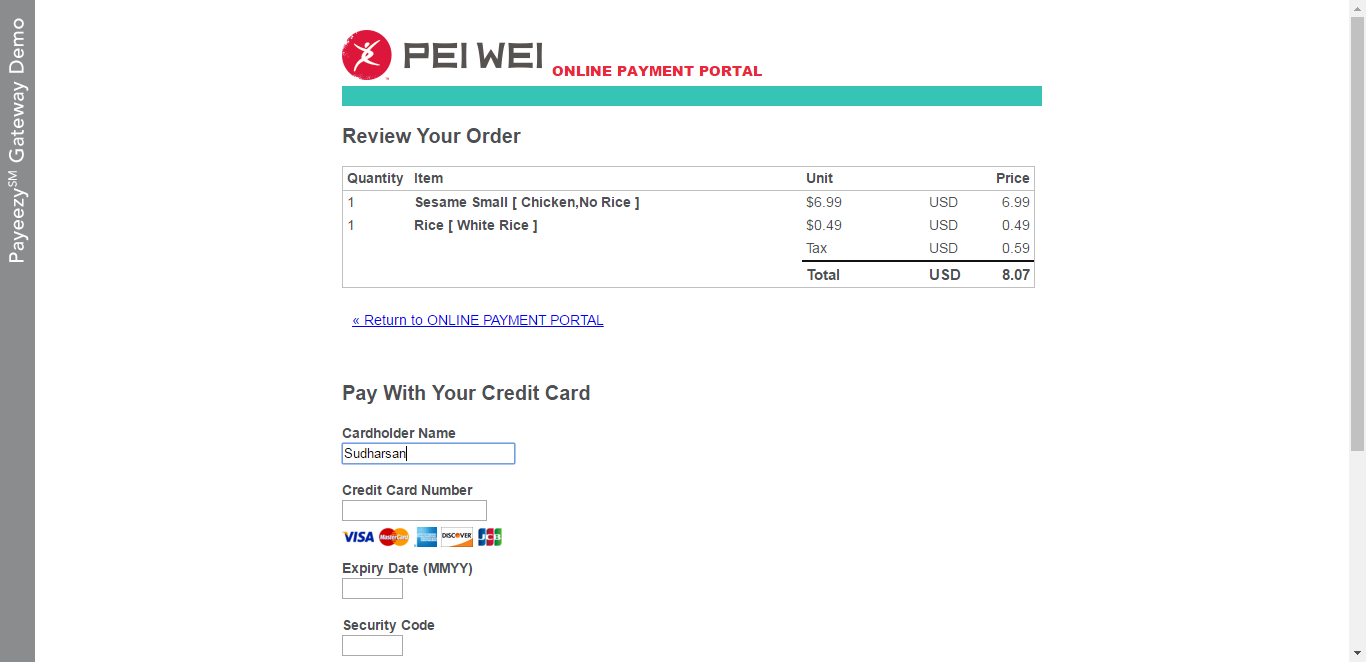 Payeezy℠ Gateway Demo
PEI WEI ONLINE PAYMENT PORTAL
Review Your Order
Quantity Item Unit Price
1 Sesame Small [ Chicken,No Rice ] $6.99 USD 6.99
1 Rice [ White Rice ] $0.49 USD 0.49
Tax USD 0.59
Total USD 8.07
« Return to ONLINE PAYMENT PORTAL
Pay With Your Credit Card
Cardholder Name
Sudharsan
Credit Card Number
VISA MasterCard DISCOVER JCB
Expiry Date (MMYY)
Security Code